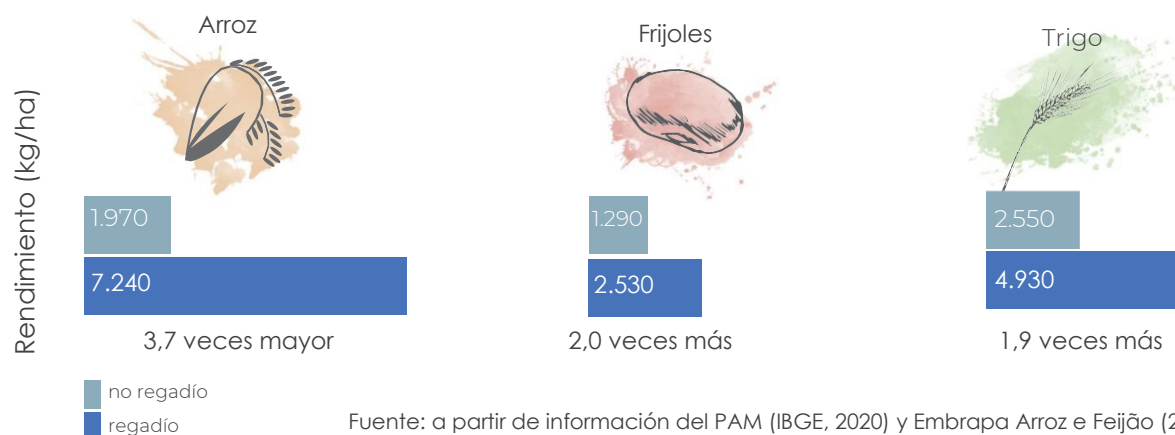 Arroz
Frijoles
Trigo
Rendimiento (kg/ha)
1.970
7.240
3,7 veces mayor
1.290
2.530
2,0 veces más
2.550
4.930
1,9 veces más
no regadío
regadío
Fuente: a partir de información del PAM (IBGE, 2020) y Embrapa Arroz e Feijão